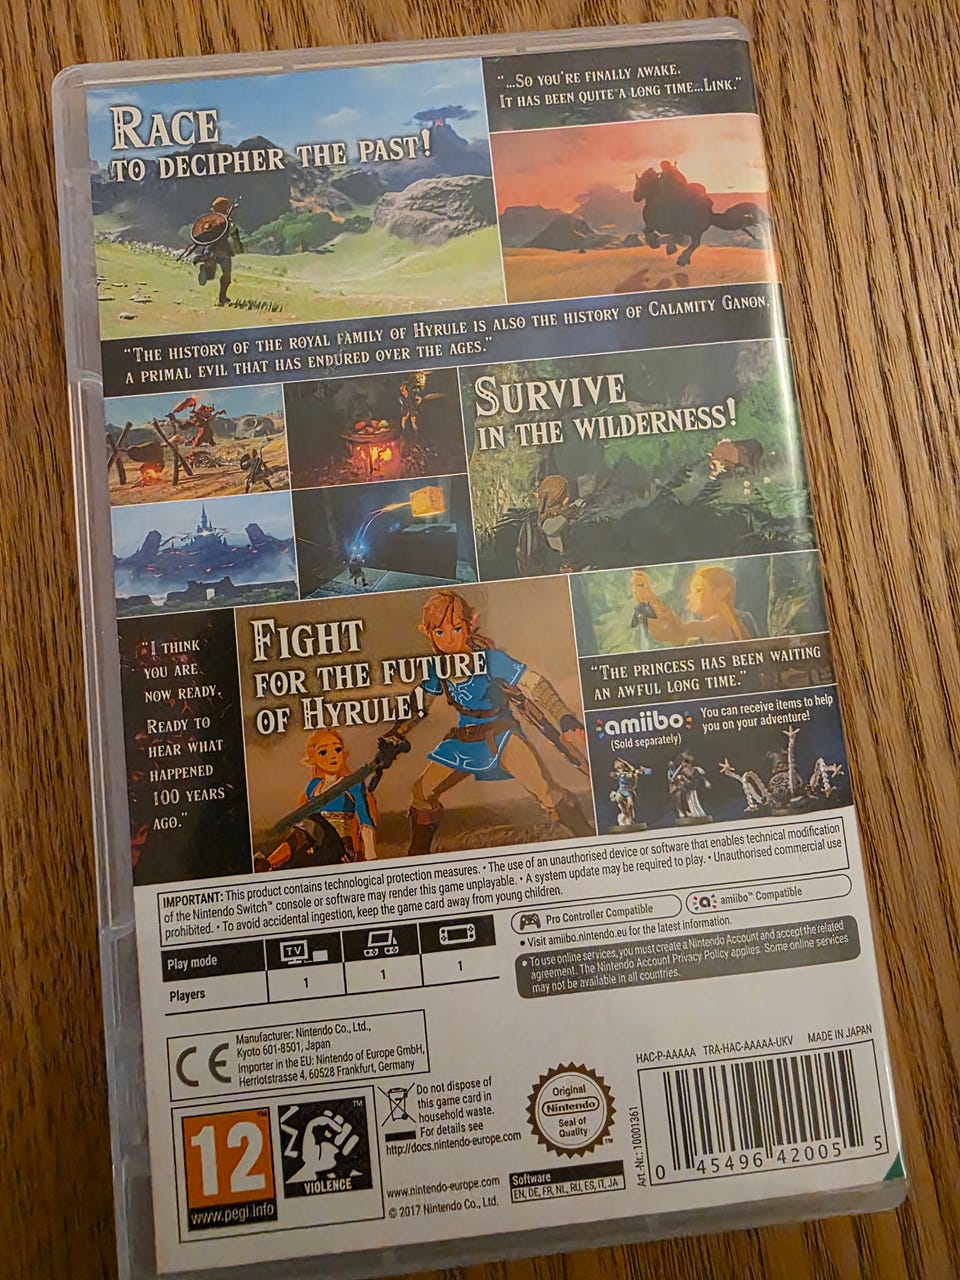 RACE
TO DECIPHER THE PAST!
"...SO YOU'RE FINALLY AWAKE.
IT HAS BEEN QUITE A LONG TIME...LINK."
"THE HISTORY OF THE ROYAL FAMILY OF HYRULE IS ALSO THE HISTORY OF CALAMITY GANON,
A PRIMAL EVIL THAT HAS ENDURED OVER THE AGES."
SURVIVE
IN THE WILDERNESS!
"I THINK
YOU ARE
NOW READY.
READY TO
HEAR WHAT
HAPPENED
100 YEARS
AGO."
FIGHT
FOR THE FUTURE
OF HYRULE!
"THE PRINCESS HAS BEEN WAITING
AN AWFUL LONG TIME."
amiibo™
(Sold separately)
You can receive items to help
you on your adventure!
IMPORTANT: This product contains technological protection measures. • The use of an unauthorised device or software that enables technical modification
of the Nintendo Switch™ console or software may render this game unplayable. • A system update may be required to play. • Unauthorised commercial use
prohibited. • To avoid accidental ingestion, keep the game card away from young children.
Play mode
TV
Players
1
1
1
Pro Controller Compatible
amiibo™ Compatible
• Visit amiibo.nintendo.eu for the latest information.
• To use online services, you must create a Nintendo Account and accept the related
agreement. The Nintendo Account Privacy Policy applies. Some online services
may not be available in all countries.
CE
Manufacturer: Nintendo Co., Ltd.,
Kyoto 601-8501, Japan
Importer in the EU: Nintendo of Europe GmbH,
Herriotstrasse 4, 60528 Frankfurt, Germany
12
™
www.pegi.info
™
VIOLENCE
Do not dispose of
this game card in
household waste.
For details see
http://docs.nintendo-europe.com
www.nintendo-europe.com
© 2017 Nintendo Co., Ltd.
Original
Nintendo
Seal of
Quality
™
Software
EN, DE, FR, NL, RU, ES, IT, JA
HAC-P-AAAAA TRA-HAC-AAAAA-UKV MADE IN JAPAN
Art.-Nr.: 10001361
0 45496 42005 5